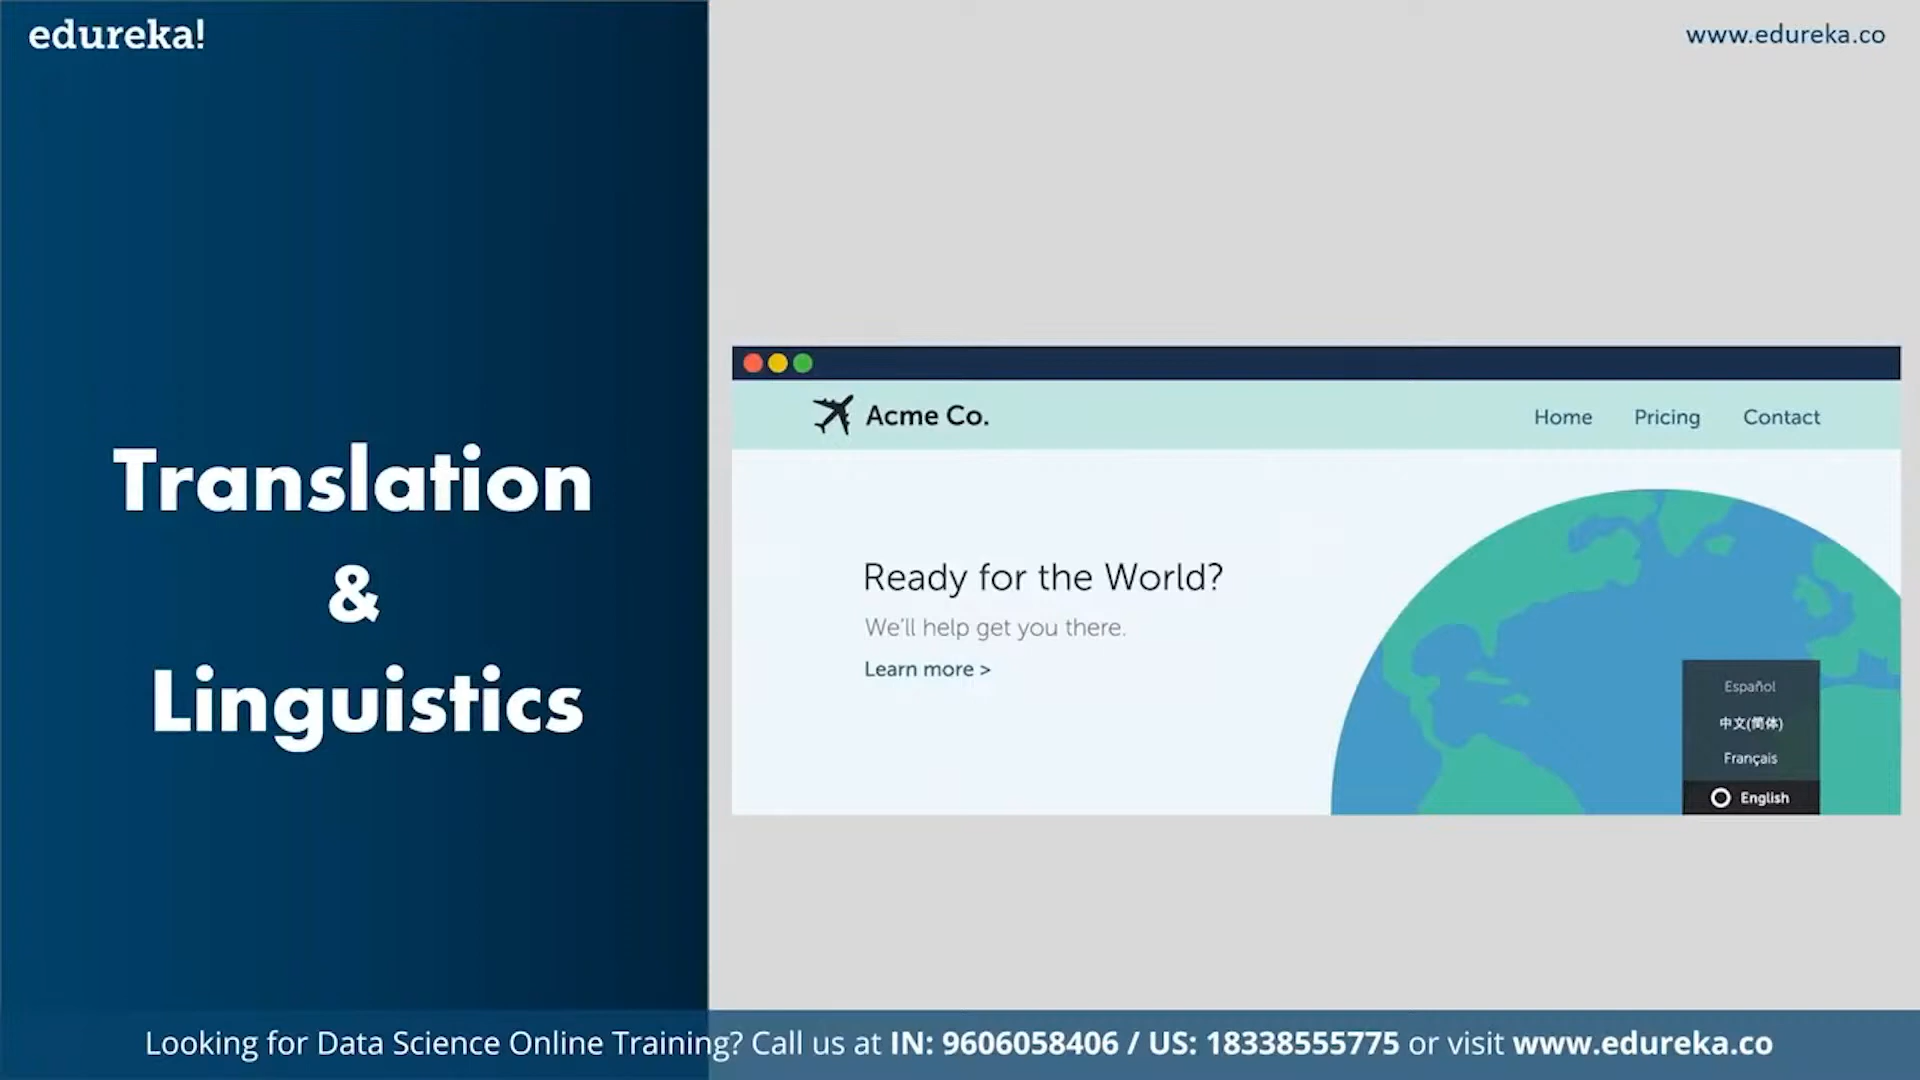 edureka!
www.edureka.co
Translation
&
Linguistics
Acme Co.
Home Pricing Contact
Ready for the World?
We'll help get you there.
Learn more >
Español
中文(简体)
Français
English
Looking for Data Science Online Training? Call us at IN: 9606058406 / US: 18338555775 or visit www.edureka.co